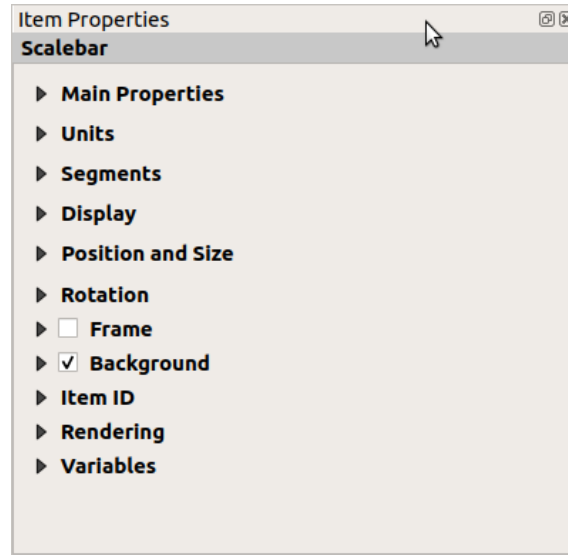 Item Properties
Scalebar
Main Properties
Units
Segments
Display
Position and Size
Rotation
Frame
Background
Item ID
Rendering
Variables